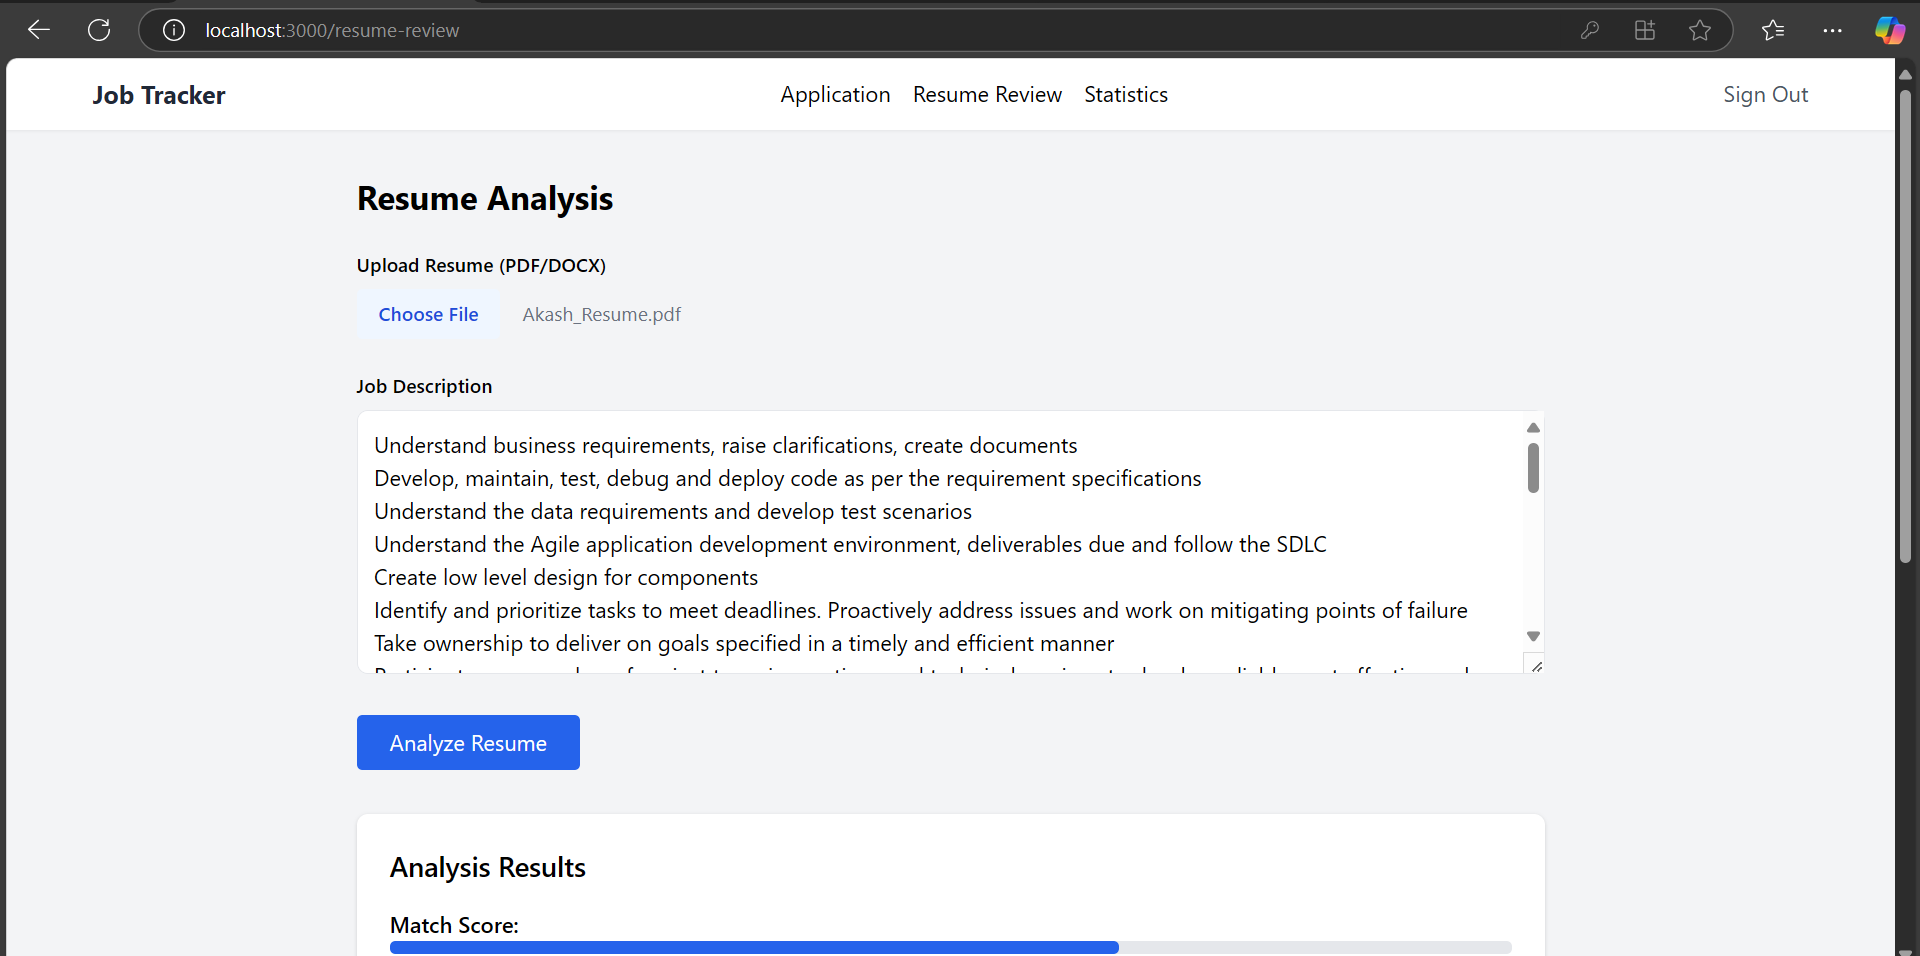 localhost:3000/resume-review
Job Tracker
Application Resume Review Statistics
Sign Out
Resume Analysis
Upload Resume (PDF/DOCX)
Choose File Akash_Resume.pdf
Job Description
Understand business requirements, raise clarifications, create documents
Develop, maintain, test, debug and deploy code as per the requirement specifications
Understand the data requirements and develop test scenarios
Understand the Agile application development environment, deliverables due and follow the SDLC
Create low level design for components
Identify and prioritize tasks to meet deadlines. Proactively address issues and work on mitigating points of failure
Take ownership to deliver on goals specified in a timely and efficient manner
Analyze Resume
Analysis Results
Match Score: